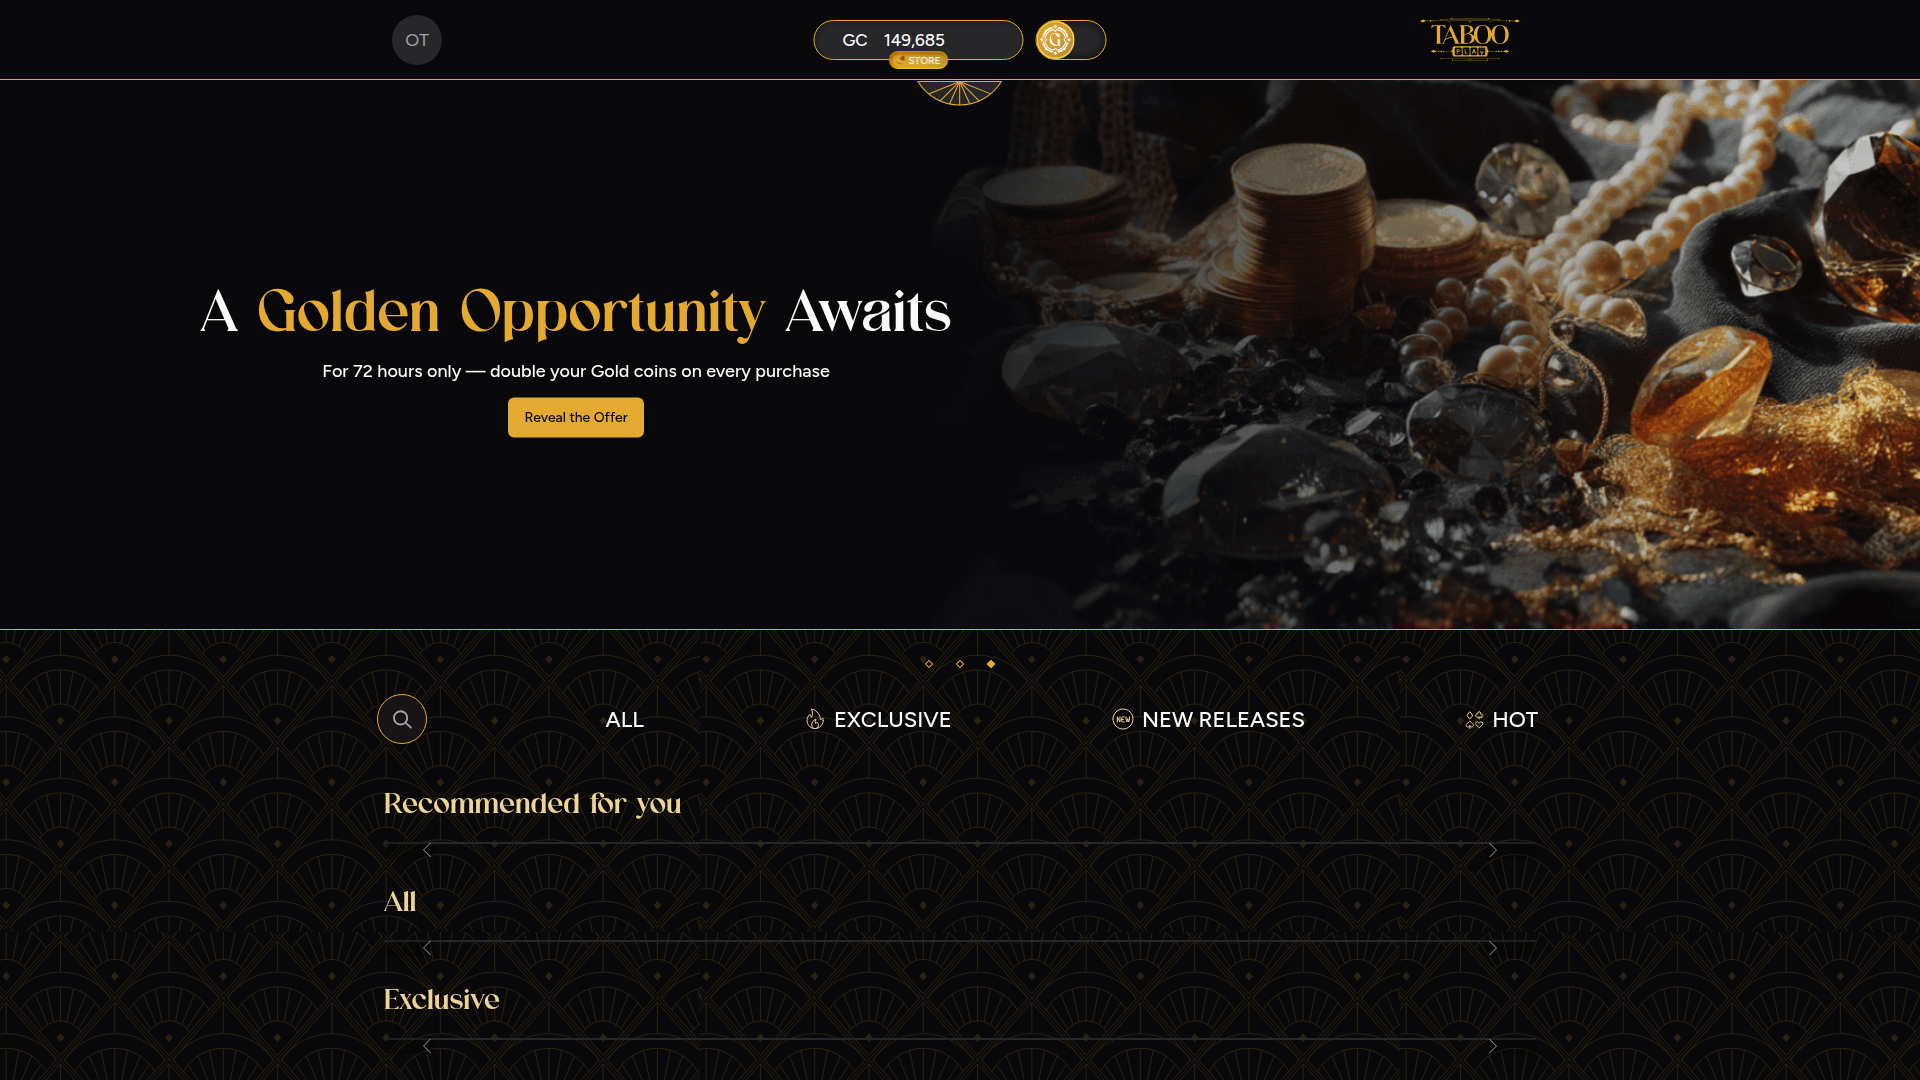 OT
GC 149,685
STORE
G
TABOO
PLAY
A Golden Opportunity Awaits
For 72 hours only — double your Gold coins on every purchase
Reveal the Offer
ALL
EXCLUSIVE
NEW
NEW RELEASES
HOT
Recommended for you
All
Exclusive